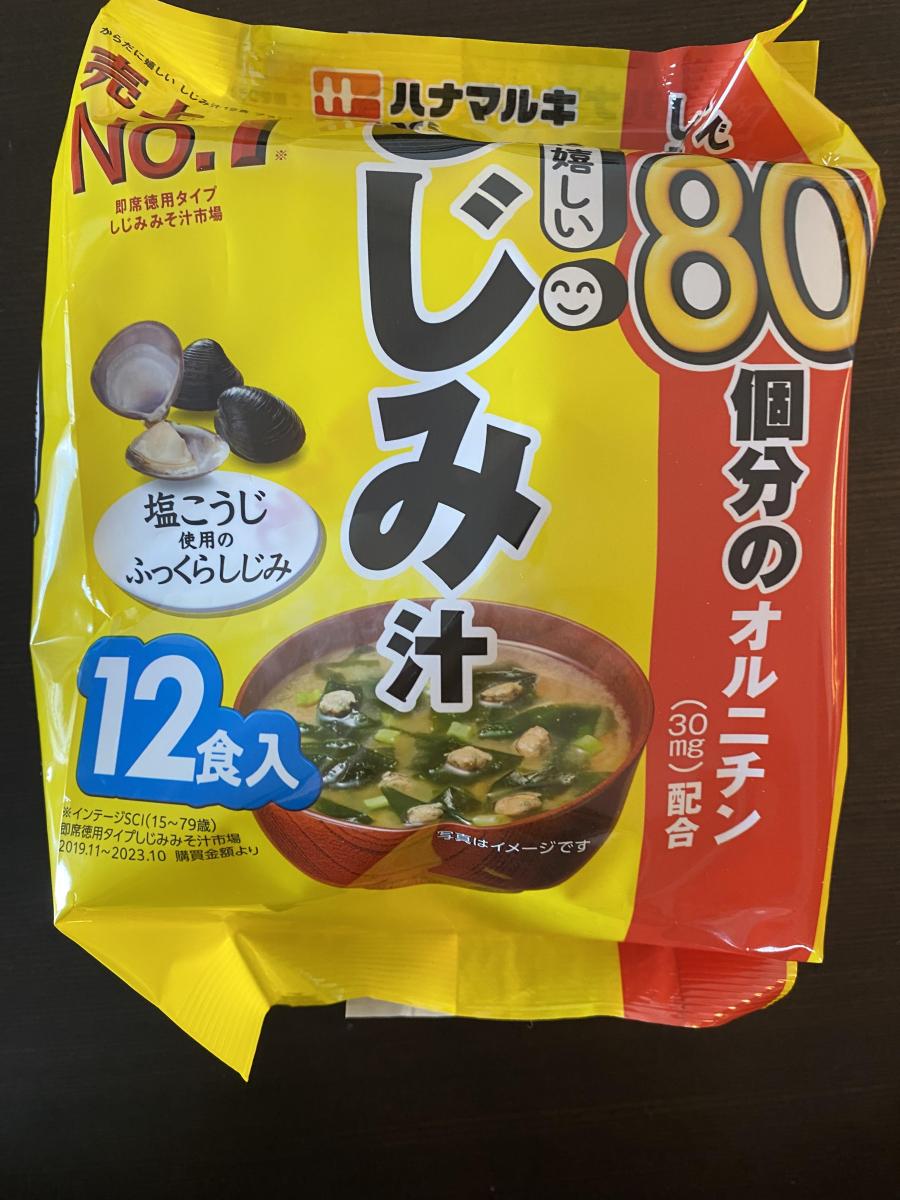 からだに嬉しい しじみ汁12食
売上
NO.1※
即席徳用タイプ
しじみみそ汁市場
ハナマルキ
嬉しい
しじみ汁
80
個分の
オルニチン
(30mg)配合
塩こうじ
使用の
ふっくらしじみ
12食入
※インテージSCI(15~79歳)
即席徳用タイプしじみみそ汁市場
2019.11~2023.10 購買金額より
写真はイメージです